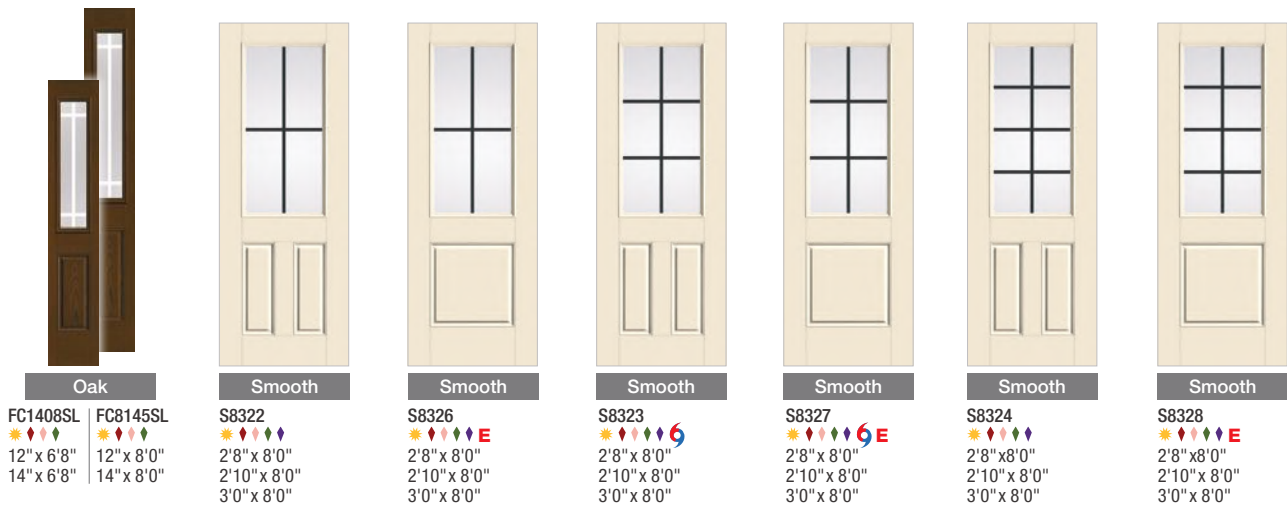 Oak
FC1408SL
12" x 6'8"
14" x 6'8"
FC8145SL
12" x 8'0"
14" x 8'0"
Smooth
S8322
2'8" x 8'0"
2'10" x 8'0"
3'0" x 8'0"
Smooth
S8326
E
2'8" x 8'0"
2'10" x 8'0"
3'0" x 8'0"
Smooth
S8323
2'8" x 8'0"
2'10" x 8'0"
3'0" x 8'0"
Smooth
S8327
E
2'8" x 8'0"
2'10" x 8'0"
3'0" x 8'0"
Smooth
S8324
2'8" x8'0"
2'10" x 8'0"
3'0" x 8'0"
Smooth
S8328
E
2'8" x8'0"
2'10" x 8'0"
3'0" x 8'0"